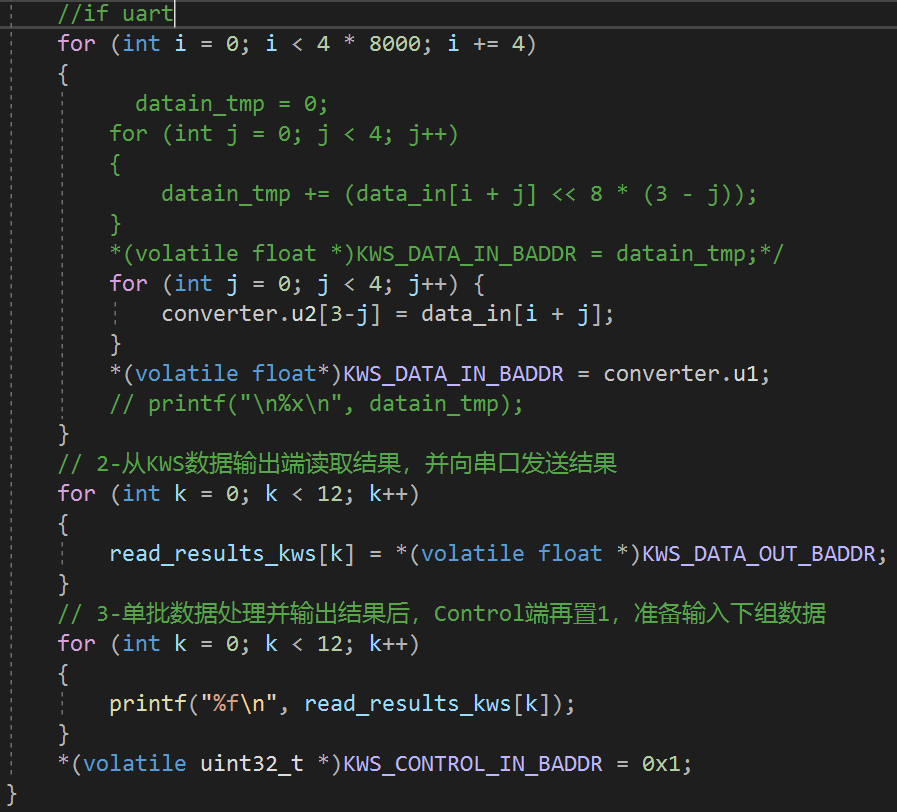 //if uart
for (int i = 0; i < 4 * 8000; i += 4)
{
datain_tmp = 0;
for (int j = 0; j < 4; j++)
{
datain_tmp += (data_in[i + j] << 8 * (3 - j));
}
*(volatile float *)KWS_DATA_IN_BADDR = datain_tmp;*/
for (int j = 0; j < 4; j++) {
converter.u2[3-j] = data_in[i + j];
}
*(volatile float*)KWS_DATA_IN_BADDR = converter.u1;
// printf("\n%x\n", datain_tmp);
}
// 2-从KWS数据输出端读取结果，并向串口发送结果
for (int k = 0; k < 12; k++)
{
read_results_kws[k] = *(volatile float *)KWS_DATA_OUT_BADDR;
}
// 3-单批数据处理并输出结果后，Control端再置1，准备输入下组数据
for (int k = 0; k < 12; k++)
{
printf("%f\n", read_results_kws[k]);
}
*(volatile uint32_t *)KWS_CONTROL_IN_BADDR = 0x1;
}